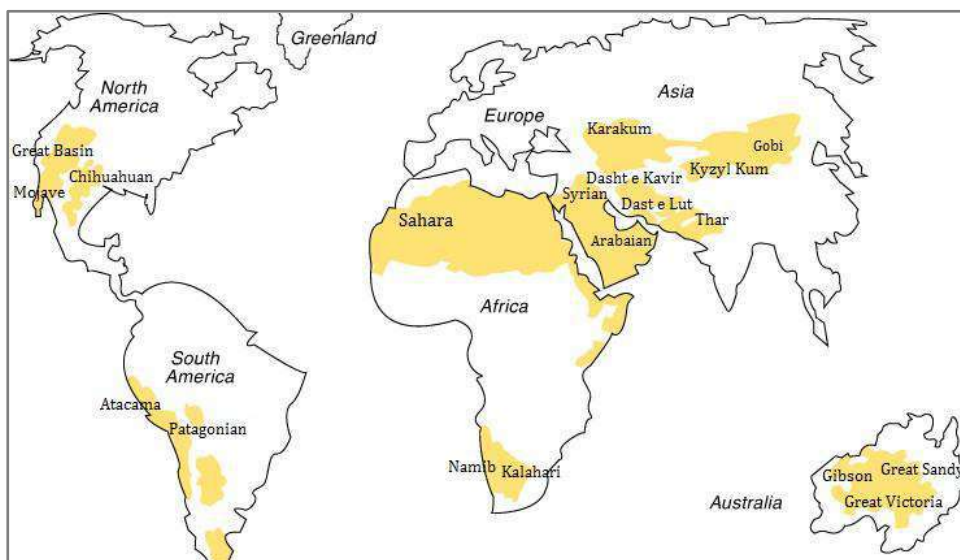 Greenland
North
America
Asia
Europe
Karakum
Gobi
Great Basin
Kyzyl Kum
Chihuahuan
Dasht e Kavir
Mojave
Syrian
Dast e Lut
Sahara
Thar
Arabaian
Africa
South
America
Atacama
Patagonian
Namib
Kalahari
Gibson
Great Sandy
Great Victoria
Australia